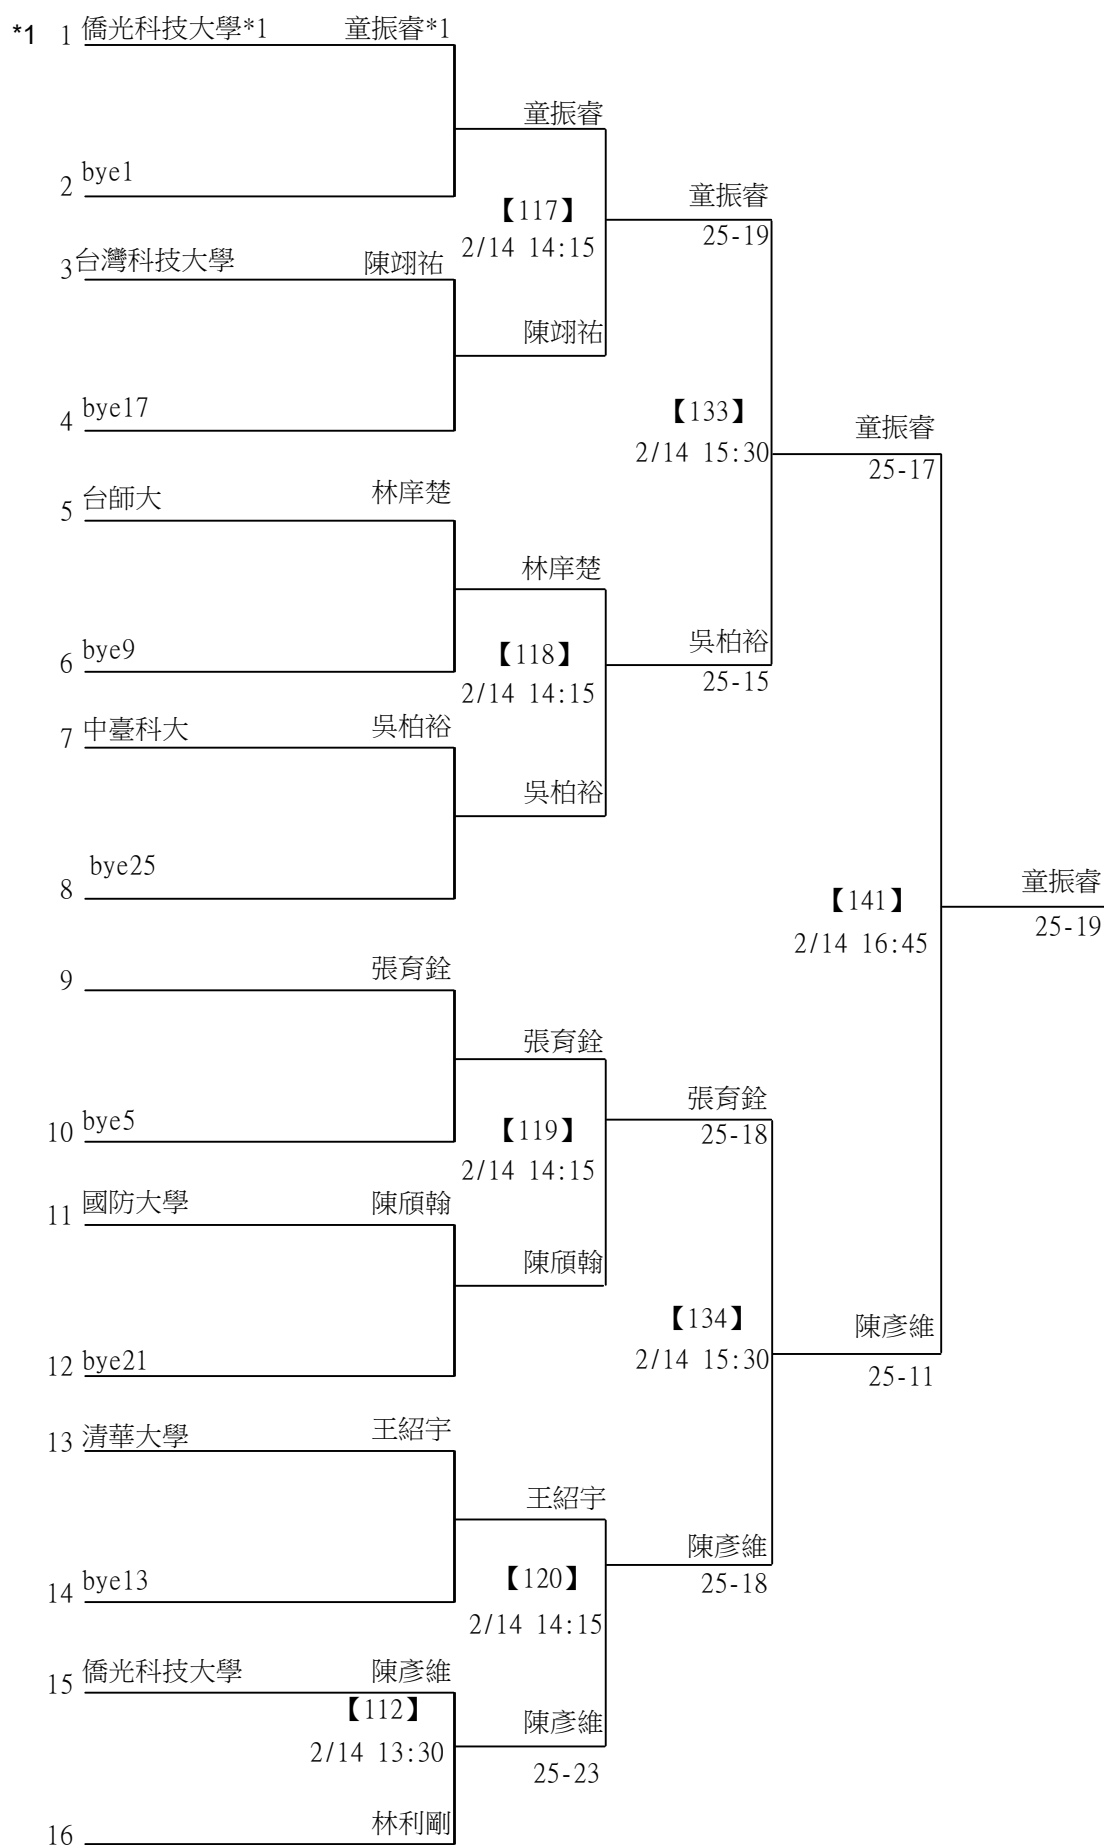 *1 1 僑光科技大學*1 童振睿*1
童振睿
2 bye1
【117】
2/14 14:15
童振睿
25-19
3 台灣科技大學 陳翊祐
陳翊祐
4 bye17
【133】
2/14 15:30
童振睿
25-17
5 台師大 林庠楚
林庠楚
6 bye9
【118】
2/14 14:15
吳柏裕
25-15
7 中臺科大 吳柏裕
吳柏裕
8 bye25
【141】
2/14 16:45
童振睿
25-19
9 張育銓
張育銓
10 bye5
【119】
2/14 14:15
張育銓
25-18
11 國防大學 陳頎翰
陳頎翰
12 bye21
【134】
2/14 15:30
陳彥維
25-11
13 清華大學 王紹宇
王紹宇
14 bye13
【120】
2/14 14:15
陳彥維
25-18
15 僑光科技大學 陳彥維
【112】
2/14 13:30
陳彥維
25-23
16 林利剛